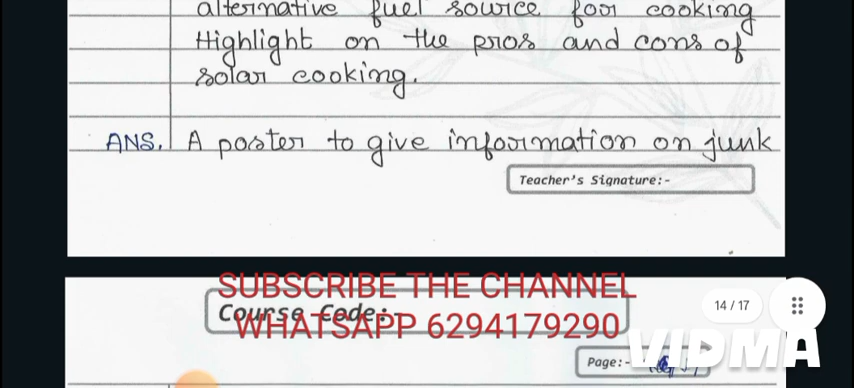 alternative fuel source foor cooking
Highlight on the pros and cons of
solar cooking.
ANS. A poster to give information on junk
Teacher's Signature:-
SUBSCRIBE THE CHANNEL
Course Code:-
WHATSAPP 6294179290
14 / 17
VIDMA
Page:-